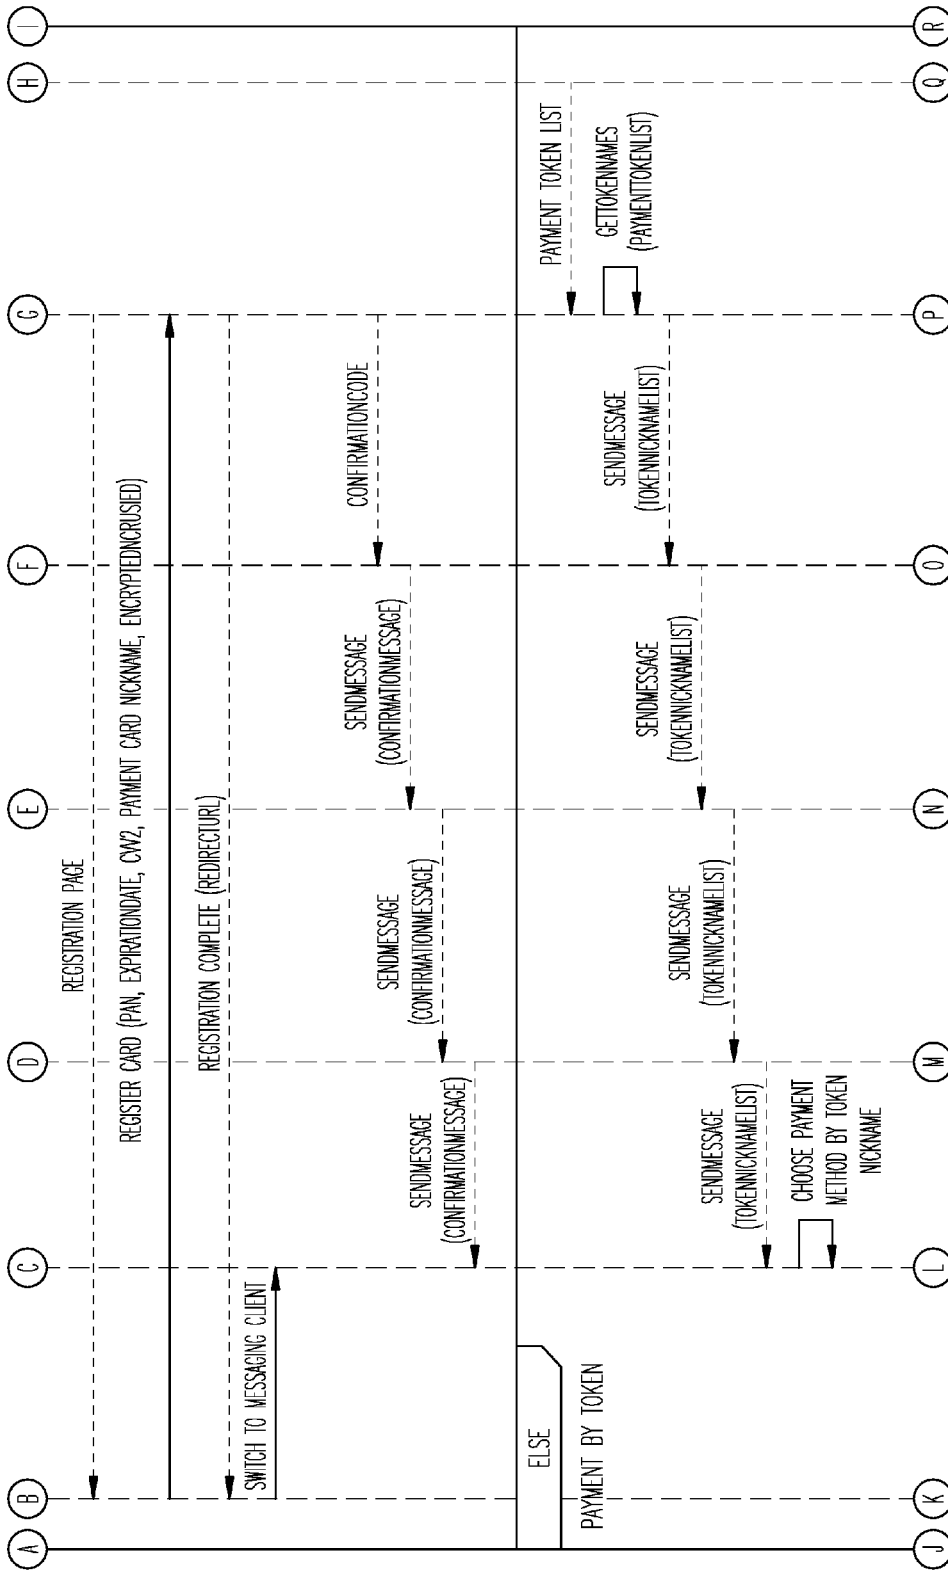 A
B
C
D
E
F
G
H
I
REGISTRATION PAGE
REGISTER CARD (PAN, EXPIRATIONDATE, CVV2, PAYMENT CARD NICKNAME, ENCRYPTEDNCRUSIED)
REGISTRATION COMPLETE (REDIRECTURL)
SWITCH TO MESSAGING CLIENT
CONFIRMATIONCODE
SENDMESSAGE
(CONFIRMATIONMESSAGE)
SENDMESSAGE
(CONFIRMATIONMESSAGE)
SENDMESSAGE
(CONFIRMATIONMESSAGE)
ELSE
PAYMENT BY TOKEN
PAYMENT TOKEN LIST
GETTOKENNAMES
(PAYMENTTOKENLIST)
SENDMESSAGE
(TOKENNICKNAMELIST)
SENDMESSAGE
(TOKENNICKNAMELIST)
SENDMESSAGE
(TOKENNICKNAMELIST)
SENDMESSAGE
(TOKENNICKNAMELIST)
CHOOSE PAYMENT
METHOD BY TOKEN
NICKNAME
J
K
L
M
N
O
P
Q
R